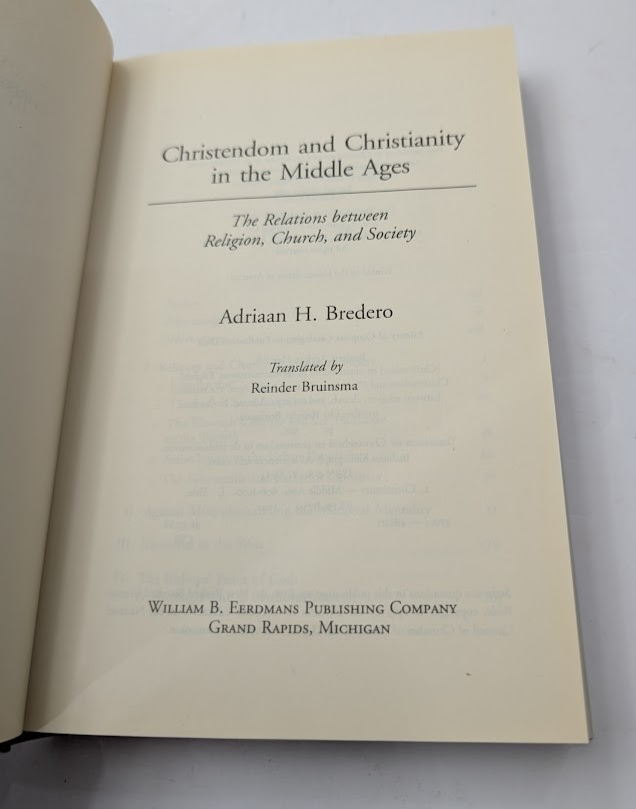 Christendom and Christianity
in the Middle Ages
The Relations between
Religion, Church, and Society
Adriaan H. Bredero
Translated by
Reinder Bruinsma
William B. Eerdmans Publishing Company
Grand Rapids, Michigan